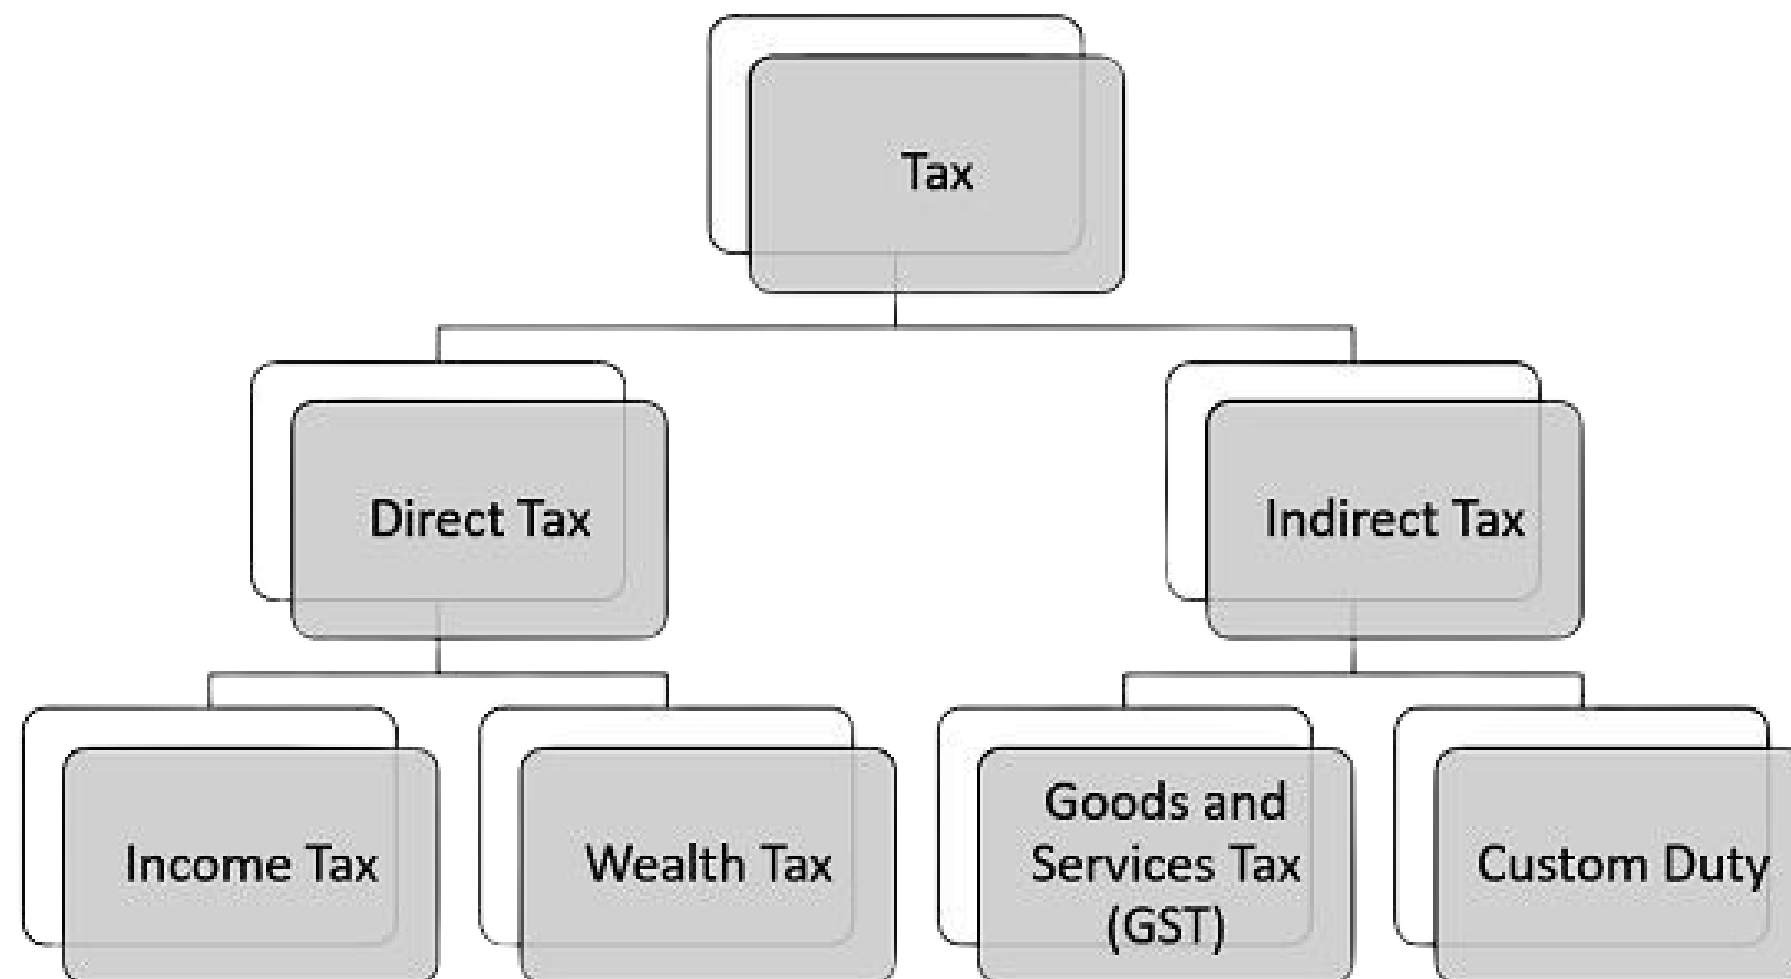 Tax
Direct Tax
Indirect Tax
Income Tax
Wealth Tax
Goods and
Services Tax
(GST)
Custom Duty